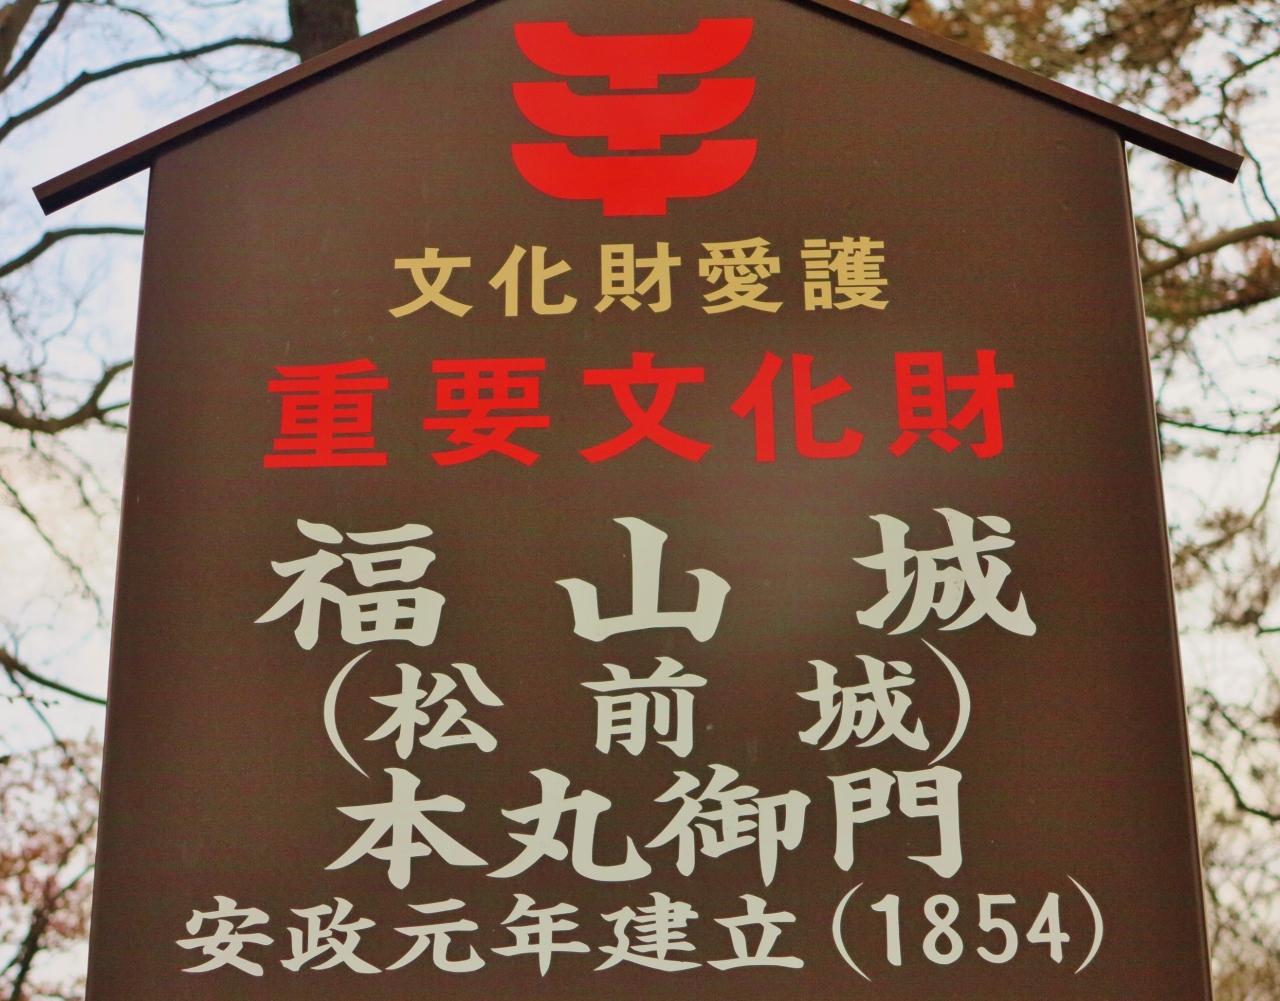 文化財愛護
重要文化財
福山城
(松前城)
本丸御門
安政元年建立(1854)